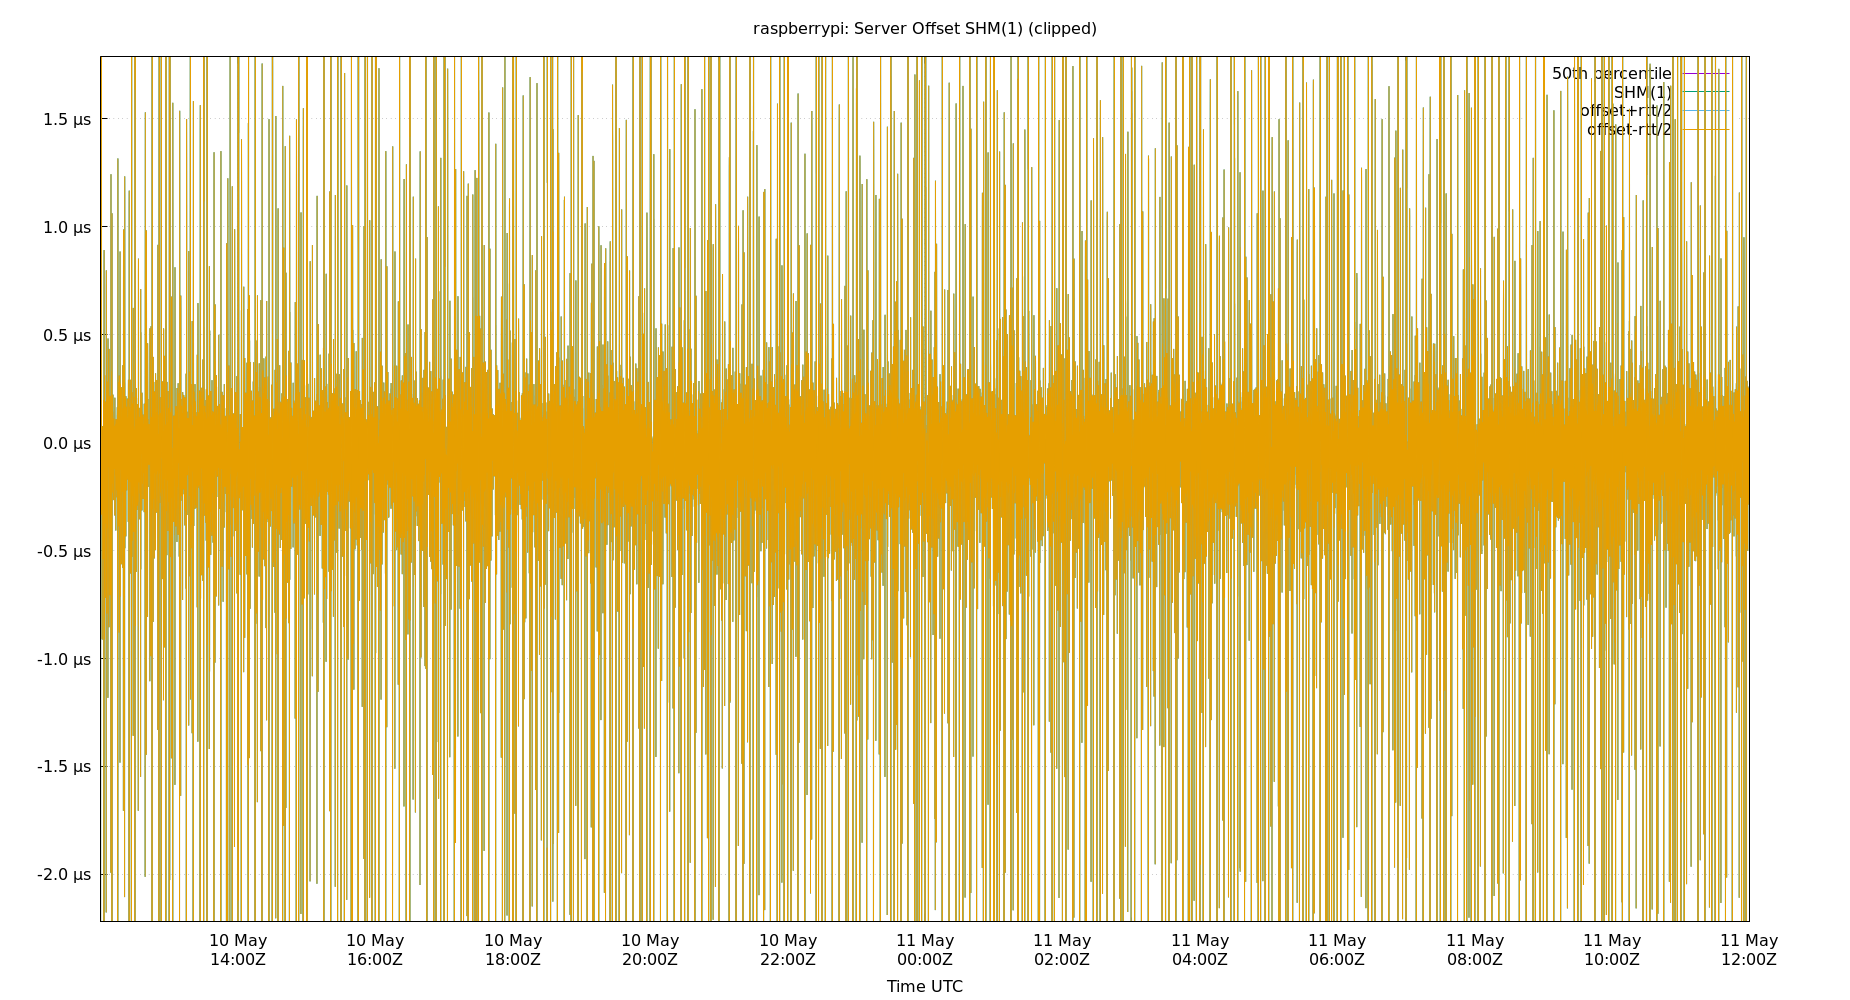 raspberrypi: Server Offset SHM(1) (clipped)
50th percentile
SHM(1)
offset+rtt/2
offset-rtt/2
1.5 µs
1.0 µs
0.5 µs
0.0 µs
-0.5 µs
-1.0 µs
-1.5 µs
-2.0 µs
10 May 10 May 10 May 10 May 10 May 11 May 11 May 11 May 11 May 11 May 11 May 11 May
14:00Z 16:00Z 18:00Z 20:00Z 22:00Z 00:00Z 02:00Z 04:00Z 06:00Z 08:00Z 10:00Z 12:00Z
Time UTC